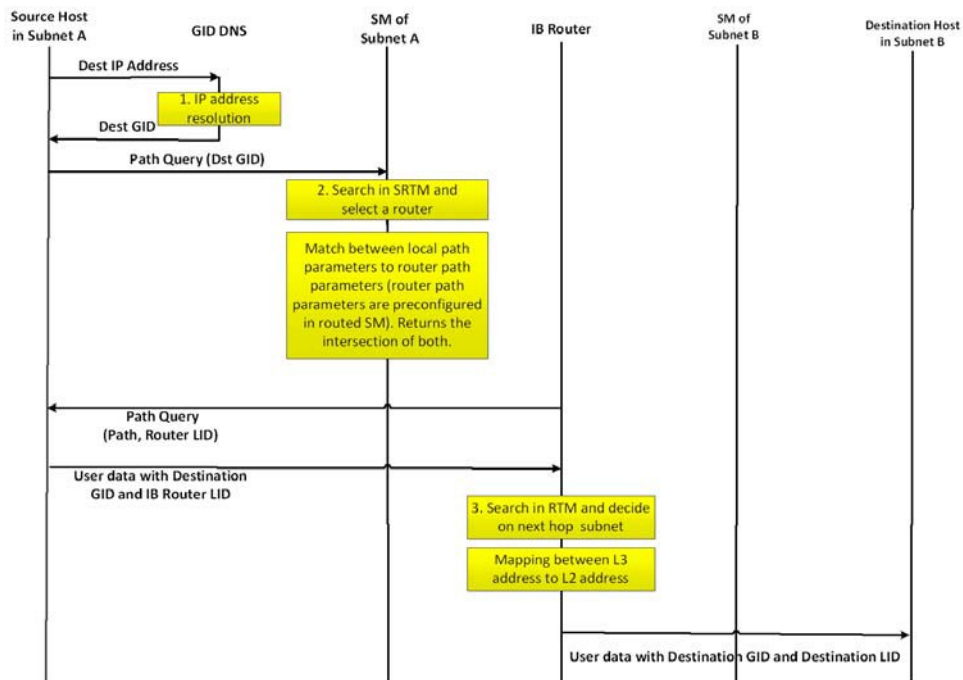 Source Host
in Subnet A
GID DNS
SM of
Subnet A
IB Router
SM of
Subnet B
Destination Host
in Subnet B
Dest IP Address
1. IP address
resolution
Dest GID
Path Query (Dst GID)
2. Search in SRTM and
select a router
Match between local path
parameters to router path
parameters (router path
parameters are preconfigured
in routed SM). Returns the
intersection of both.
Path Query
(Path, Router LID)
User data with Destination
GID and IB Router LID
3. Search in RTM and decide
on next hop subnet
Mapping between L3
address to L2 address
User data with Destination GID and Destination LID